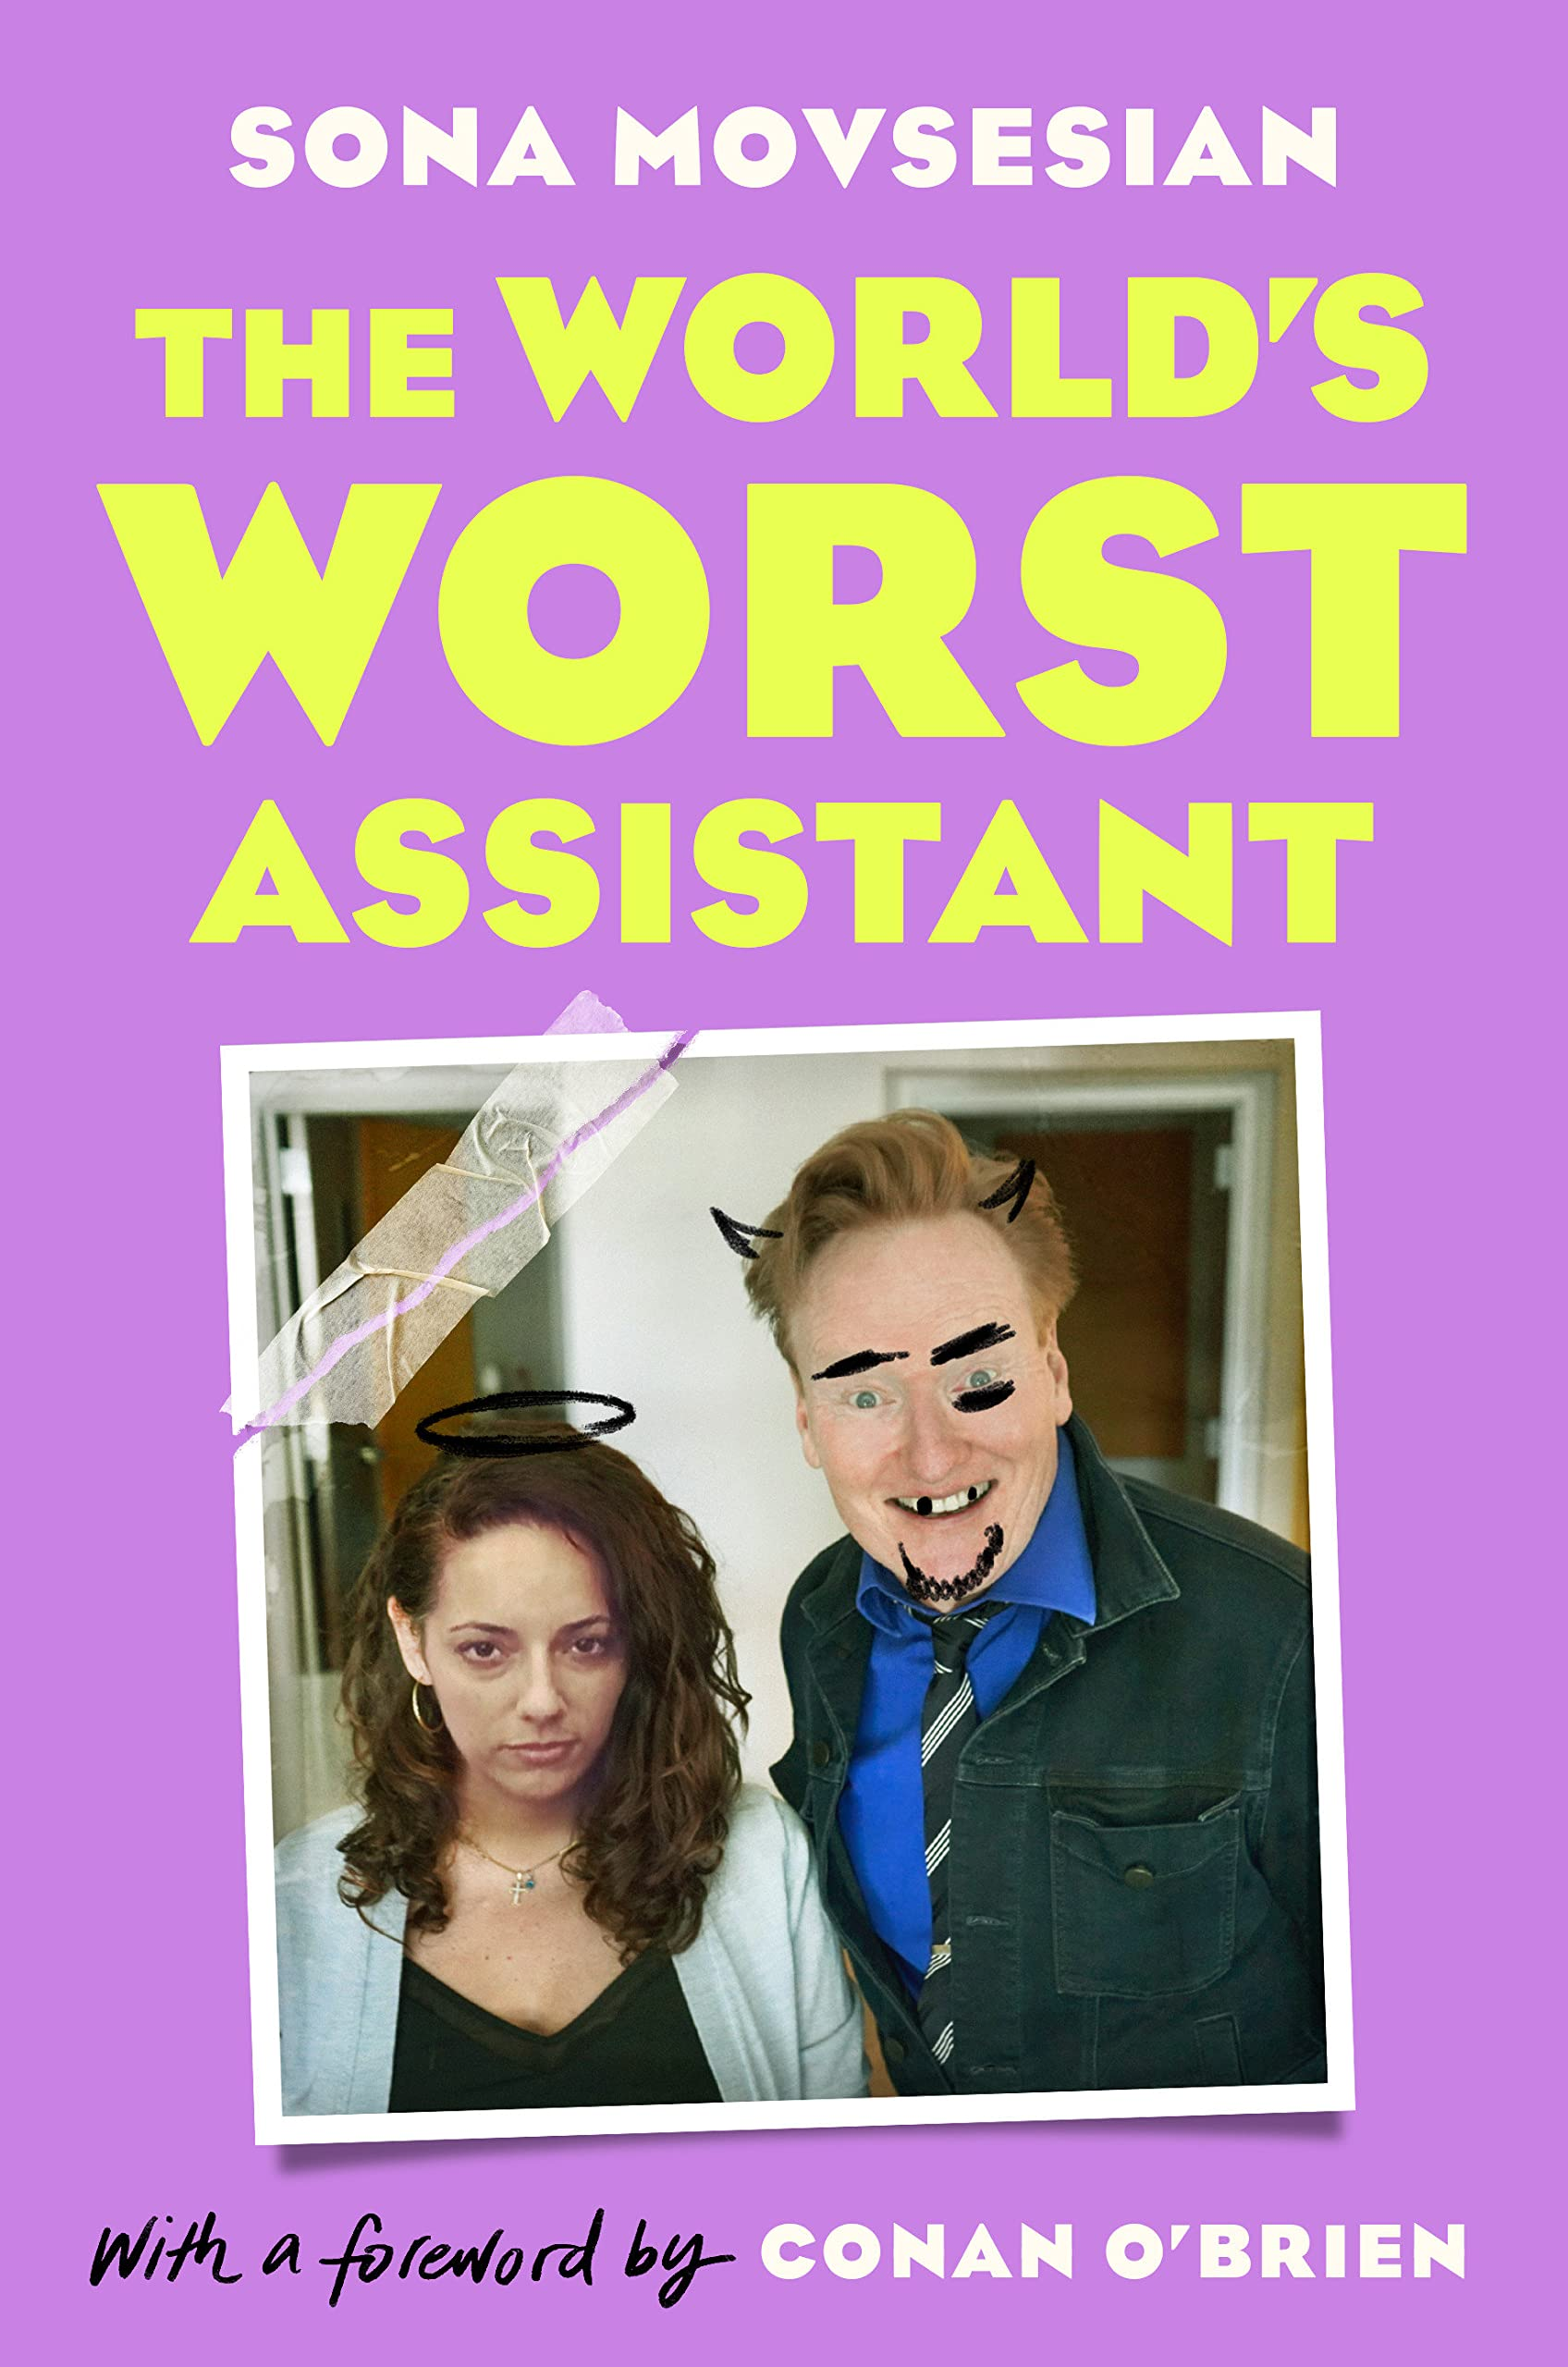 SONA MOVSESIAN
THE WORLD'S
WORST
ASSISTANT
With a foreword by CONAN O'BRIEN